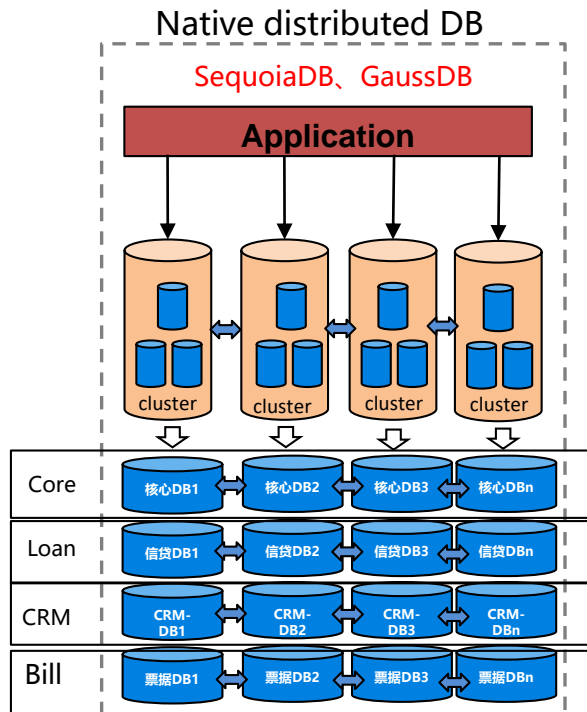 Native distributed DB
SequoiaDB、GaussDB
Application
cluster
cluster
cluster
cluster
Core
核心DB1
核心DB2
核心DB3
核心DBn
Loan
信贷DB1
信贷DB2
信贷DB3
信贷DBn
CRM
CRM-
DB1
CRM-
DB2
CRM-
DB3
CRM-
DBn
Bill
票据DB1
票据DB2
票据DB3
票据DBn